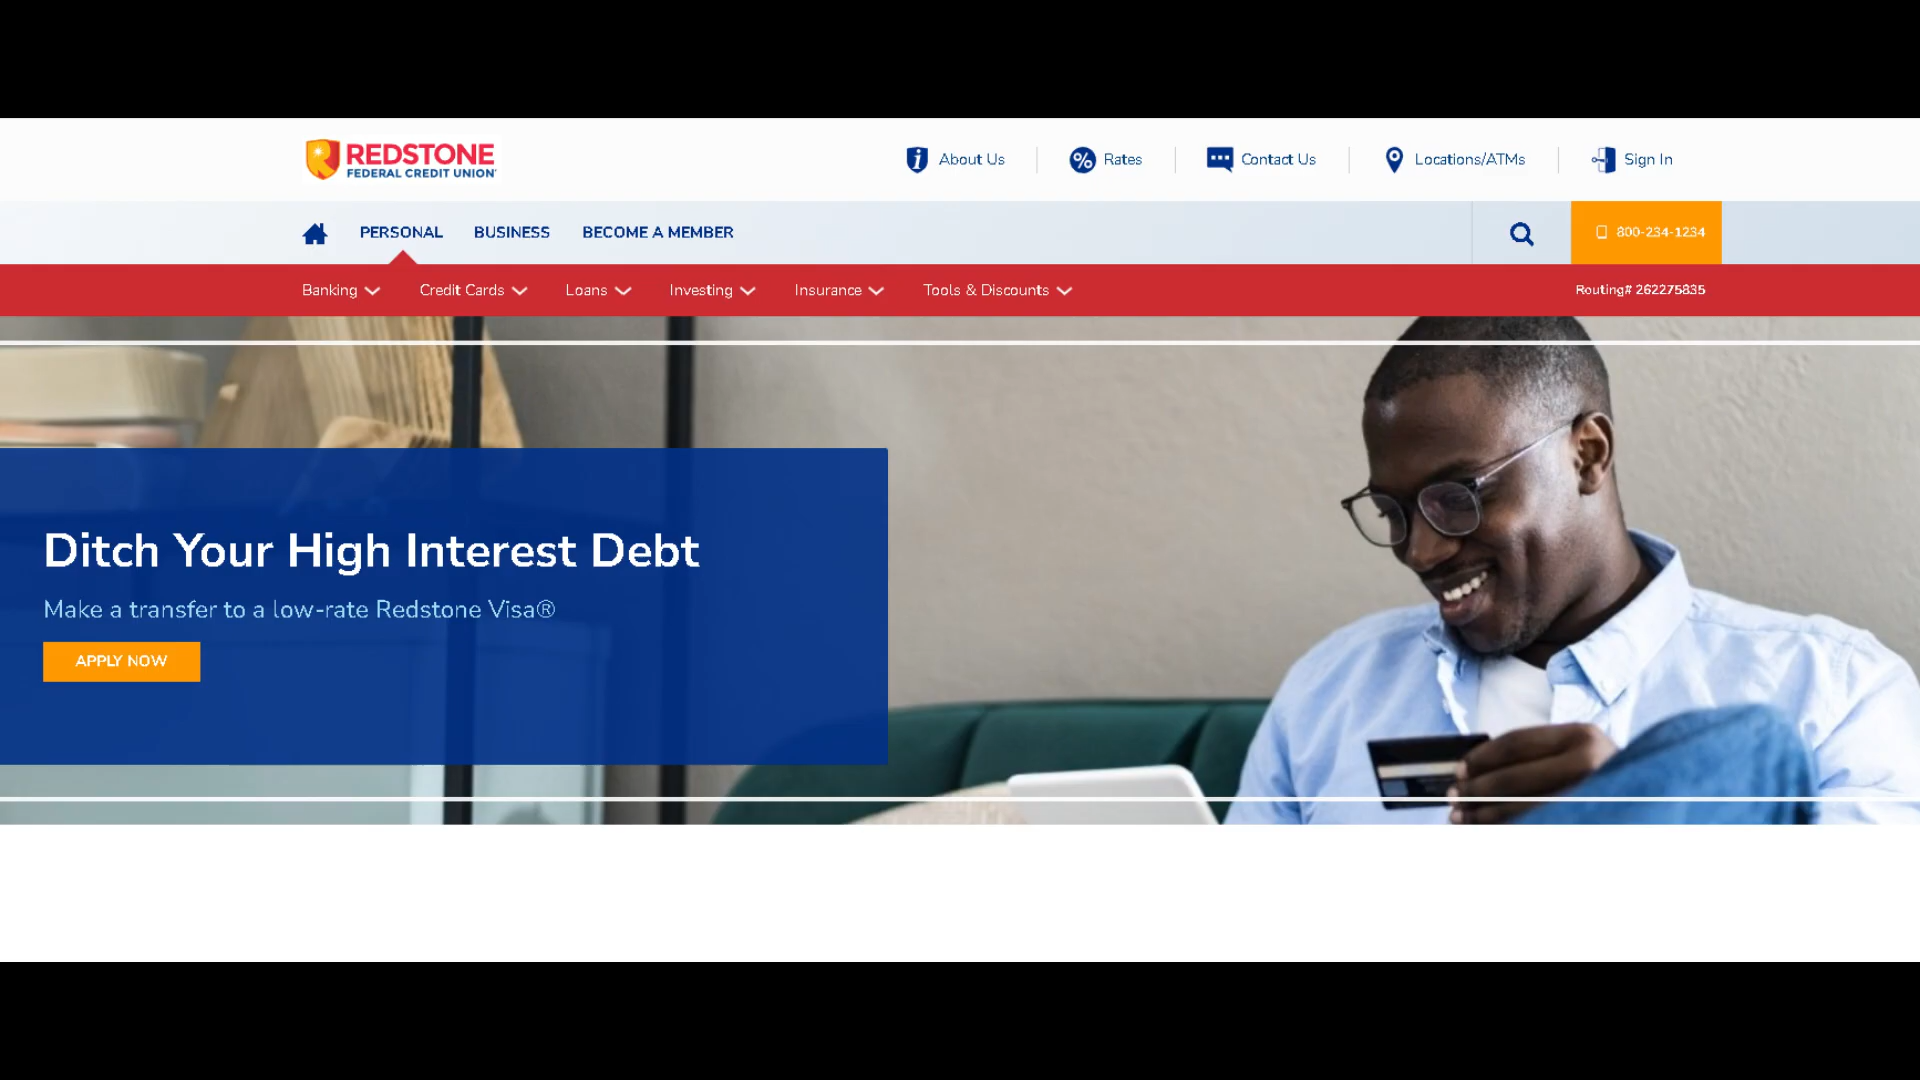 REDSTONE
FEDERAL CREDIT UNION
About Us
Rates
Contact Us
Locations/ATMs
Sign In
PERSONAL
BUSINESS
BECOME A MEMBER
800-234-1234
Banking
Credit Cards
Loans
Investing
Insurance
Tools & Discounts
Routing# 262275835
Ditch Your High Interest Debt
Make a transfer to a low-rate Redstone Visa®
APPLY NOW